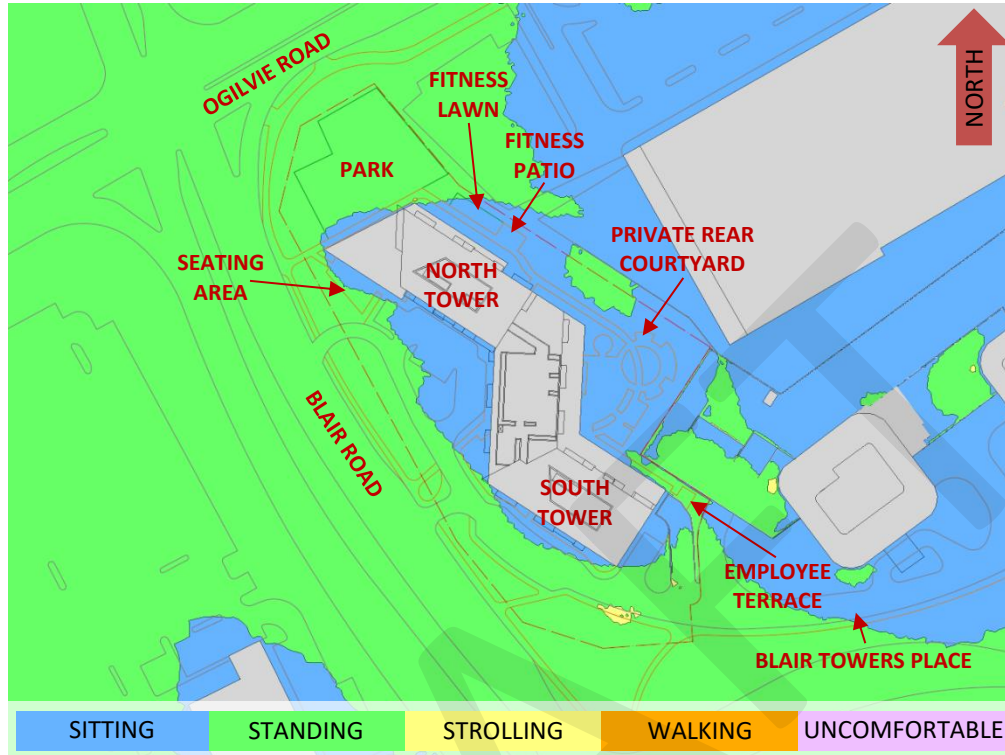 OGILVIE ROAD
NORTH
FITNESS
LAWN
FITNESS
PATIO
PARK
PRIVATE REAR
COURTYARD
SEATING
AREA
NORTH
TOWER
BLAIR ROAD
SOUTH
TOWER
EMPLOYEE
TERRACE
BLAIR TOWERS PLACE
SITTING
STANDING
STROLLING
WALKING
UNCOMFORTABLE